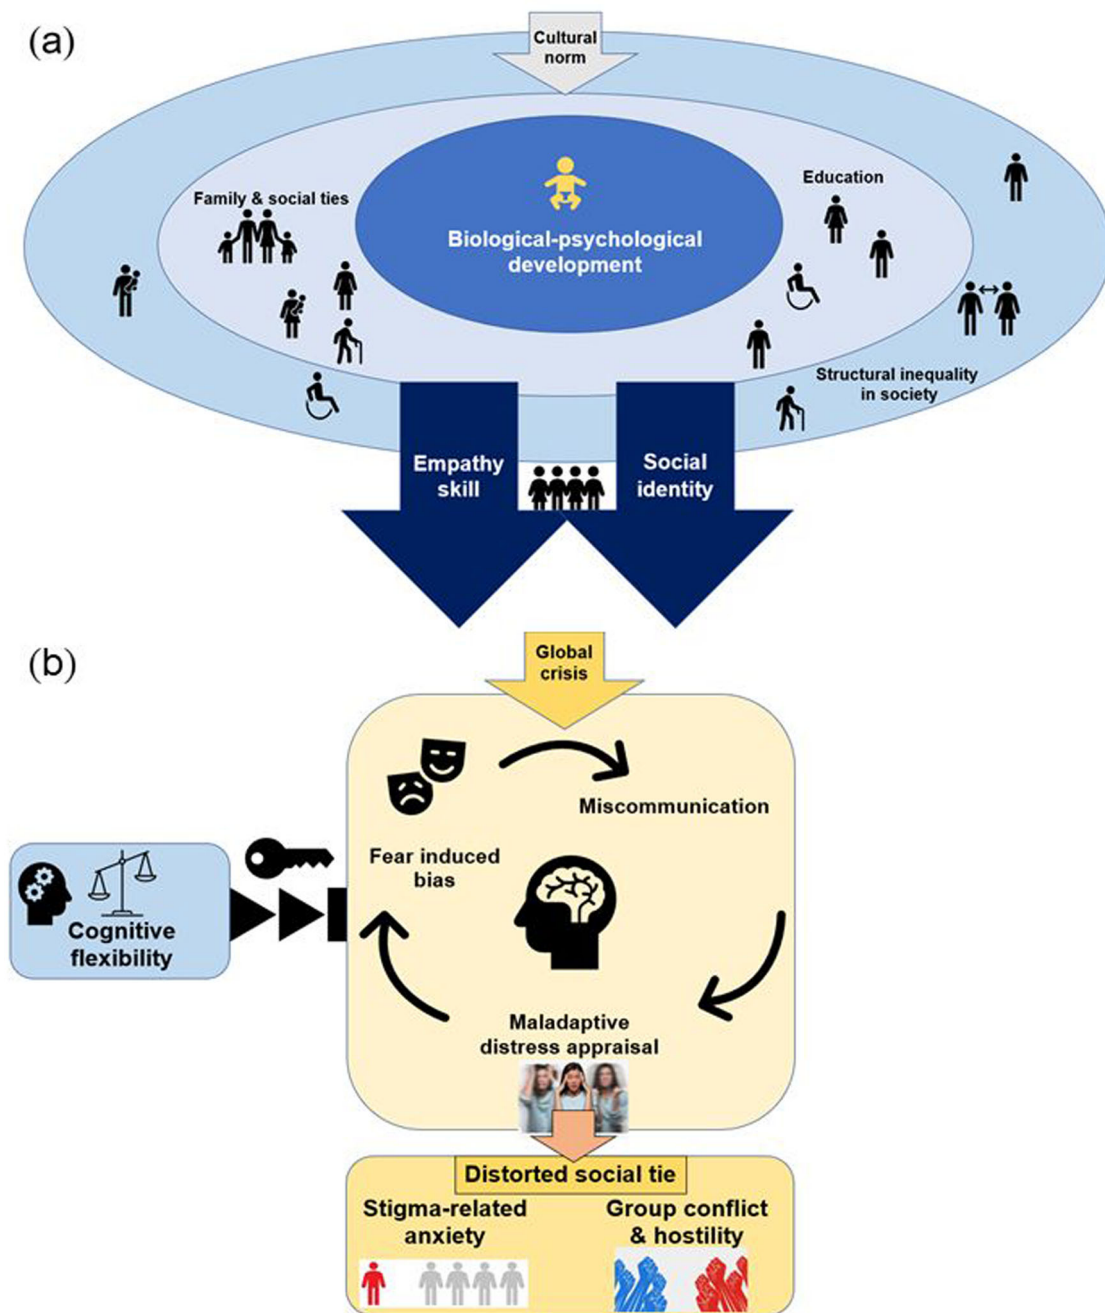 (a)
Cultural
norm
Family & social ties
Education
Biological-psychological
development
Structural inequality
in society
Empathy
skill
Social
identity
(b)
Global
crisis
Miscommunication
Fear induced
bias
Cognitive
flexibility
Maladaptive
distress appraisal
Distorted social tie
Stigma-related
anxiety
Group conflict
& hostility